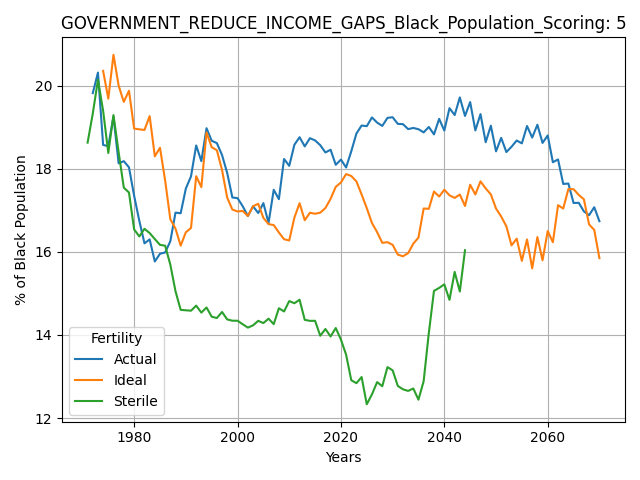 GOVERNMENT_REDUCE_INCOME_GAPS_Black_Population_Scoring: 5
% of Black Population
20
18
16
14
12
Fertility
Actual
Ideal
Sterile
1980 2000 2020 2040 2060
Years